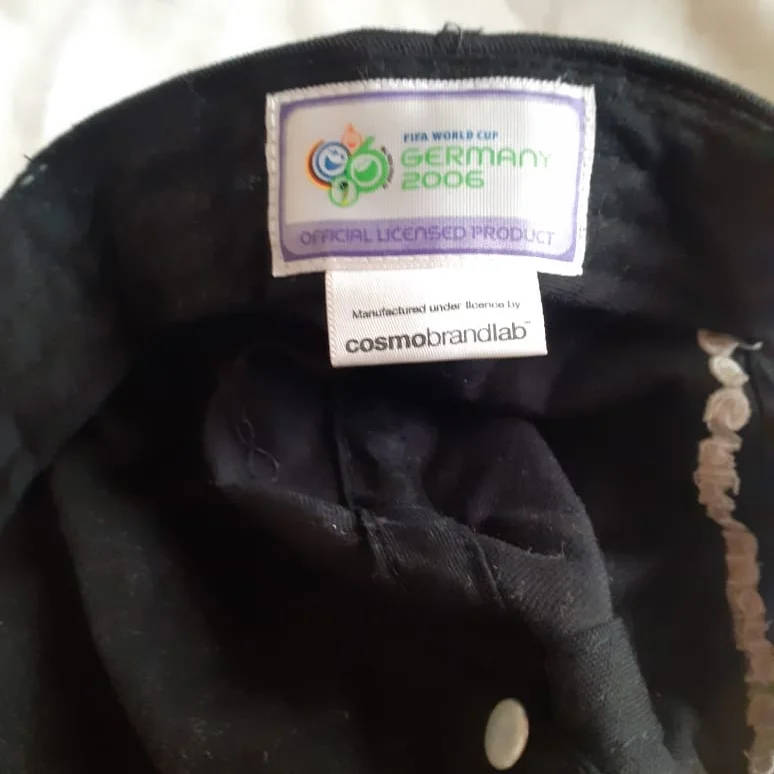 FIFA WORLD CUP
GERMANY
2006
OFFICIAL LICENSED PRODUCT
Manufactured under licence by
cosmobrandlab™